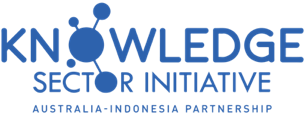 KNOWLEDGE
SECTOR INITIATIVE
AUSTRALIA-INDONESIA PARTNERSHIP